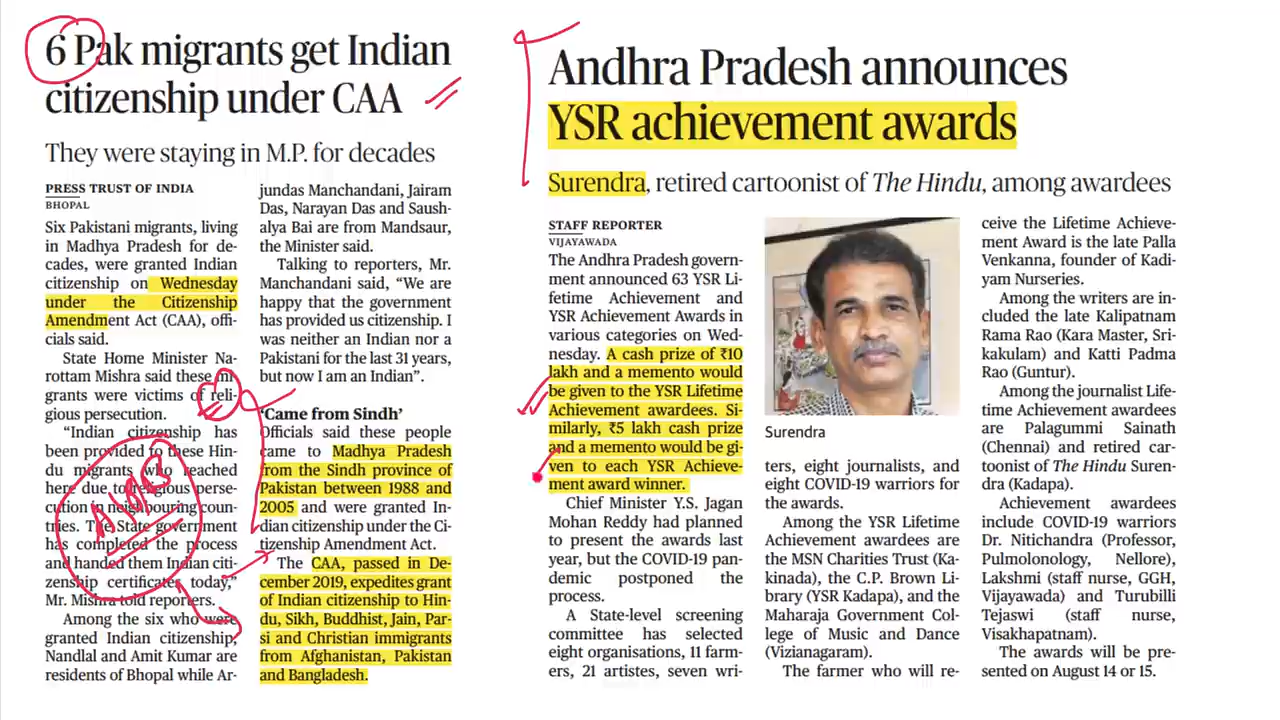 6 Pak migrants get Indian
citizenship under CAA
They were staying in M.P. for decades
PRESS TRUST OF INDIA
BHOPAL
Six Pakistani migrants, living
in Madhya Pradesh for de-
cades, were granted Indian
citizenship on Wednesday
under the Citizenship
Amendment Act (CAA), offi-
cials said.
State Home Minister Na-
rottam Mishra said these mi-
grants were victims of reli-
gious persecution.
"Indian citizenship has
been provided to these Hin-
du migrants who reached
here due to religious perse-
cution in neighbouring coun-
tries. The State government
has completed the process
and handed them Indian citi-
zenship certificates today,"
Mr. Mishra told reporters.
Among the six who were
granted Indian citizenship,
Nandlal and Amit Kumar are
residents of Bhopal while Ar-
jundas Manchandani, Jairam
Das, Narayan Das and Saush-
alya Bai are from Mandsaur,
the Minister said.
Talking to reporters, Mr.
Manchandani said, "We are
happy that the government
has provided us citizenship. I
was neither an Indian nor a
Pakistani for the last 31 years,
but now I am an Indian".
'Came from Sindh'
Officials said these people
came to Madhya Pradesh
from the Sindh province of
Pakistan between 1988 and
2005 and were granted In-
dian citizenship under the Ci-
tizenship Amendment Act.
The CAA, passed in De-
cember 2019, expedites grant
of Indian citizenship to Hin-
du, Sikh, Buddhist, Jain, Par-
si and Christian immigrants
from Afghanistan, Pakistan
and Bangladesh.
Andhra Pradesh announces
YSR achievement awards
Surendra, retired cartoonist of The Hindu, among awardees
STAFF REPORTER
VIJAYAWADA
The Andhra Pradesh govern-
ment announced 63 YSR Li-
fetime Achievement and
YSR Achievement Awards in
various categories on Wed-
nesday. A cash prize of ₹10
lakh and a memento would
be given to the YSR Lifetime
Achievement awardees. Si-
milarly, ₹5 lakh cash prize
and a memento would be gi-
ven to each YSR Achieve-
ment award winner.
Chief Minister Y.S. Jagan
Mohan Reddy had planned
to present the awards last
year, but the COVID-19 pan-
demic postponed the
process.
A State-level screening
committee has selected
eight organisations, 11 farm-
ers, 21 artistes, seven wri-
Surendra
ters, eight journalists, and
eight COVID-19 warriors for
the awards.
Among the YSR Lifetime
Achievement awardees are
the MSN Charities Trust (Ka-
kinada), the C.P. Brown Li-
brary (YSR Kadapa), and the
Maharaja Government Col-
lege of Music and Dance
(Vizianagaram).
The farmer who will re-
ceive the Lifetime Achieve-
ment Award is the late Palla
Venkanna, founder of Kadi-
yam Nurseries.
Among the writers are in-
cluded the late Kalipatnam
Rama Rao (Kara Master, Sri-
kakulam) and Katti Padma
Rao (Guntur).
Among the journalist Life-
time Achievement awardees
are Palagummi Sainath
(Chennai) and retired car-
toonist of The Hindu Suren-
dra (Kadapa).
Achievement awardees
include COVID-19 warriors
Dr. Nitichandra (Professor,
Pulmolonology, Nellore),
Lakshmi (staff nurse, GGH,
Vijayawada) and Turubilli
Tejaswi (staff nurse,
Visakhapatnam).
The awards will be pre-
sented on August 14 or 15.